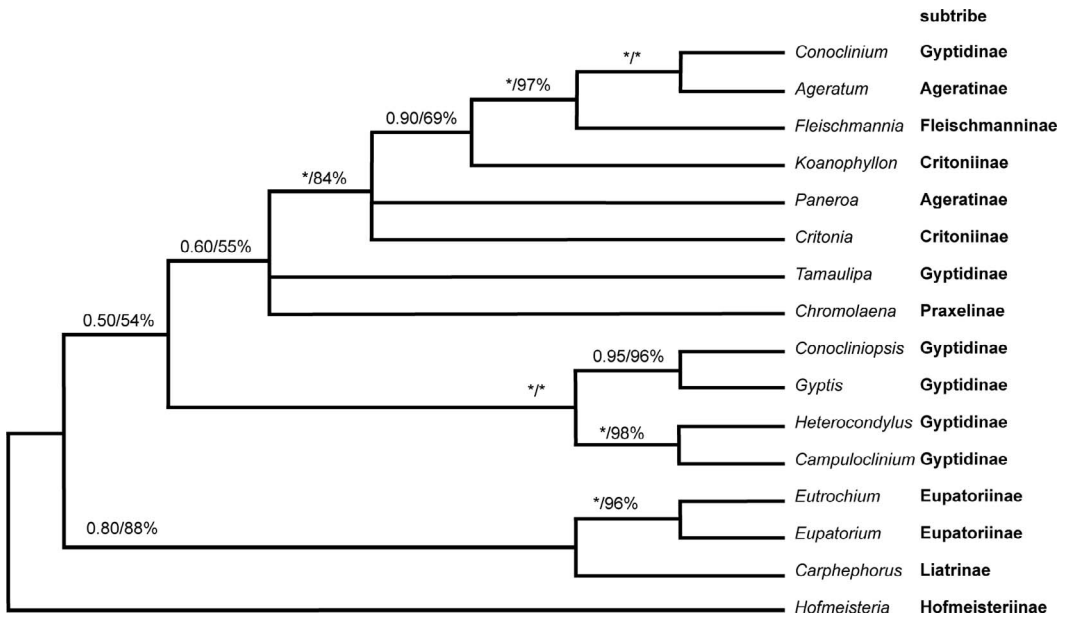 subtribe
*/*
Conoclinium Gyptidinae
*/97%
Ageratum Ageratinae
0.90/69%
Fleischmannia Fleischmanninae
Koanophyllon Critoniinae
*/84%
Paneroa Ageratinae
0.60/55%
Critonia Critoniinae
Tamaulipa Gyptidinae
0.50/54%
Chromolaena Praxelinae
0.95/96%
Conocliniopsis Gyptidinae
*/*
Gyptis Gyptidinae
*/98%
Heterocondylus Gyptidinae
Campuloclinium Gyptidinae
*/96%
Eutrochium Eupatoriinae
0.80/88%
Eupatorium Eupatoriinae
Carphephorus Liatrinae
Hofmeisteria Hofmeisteriinae